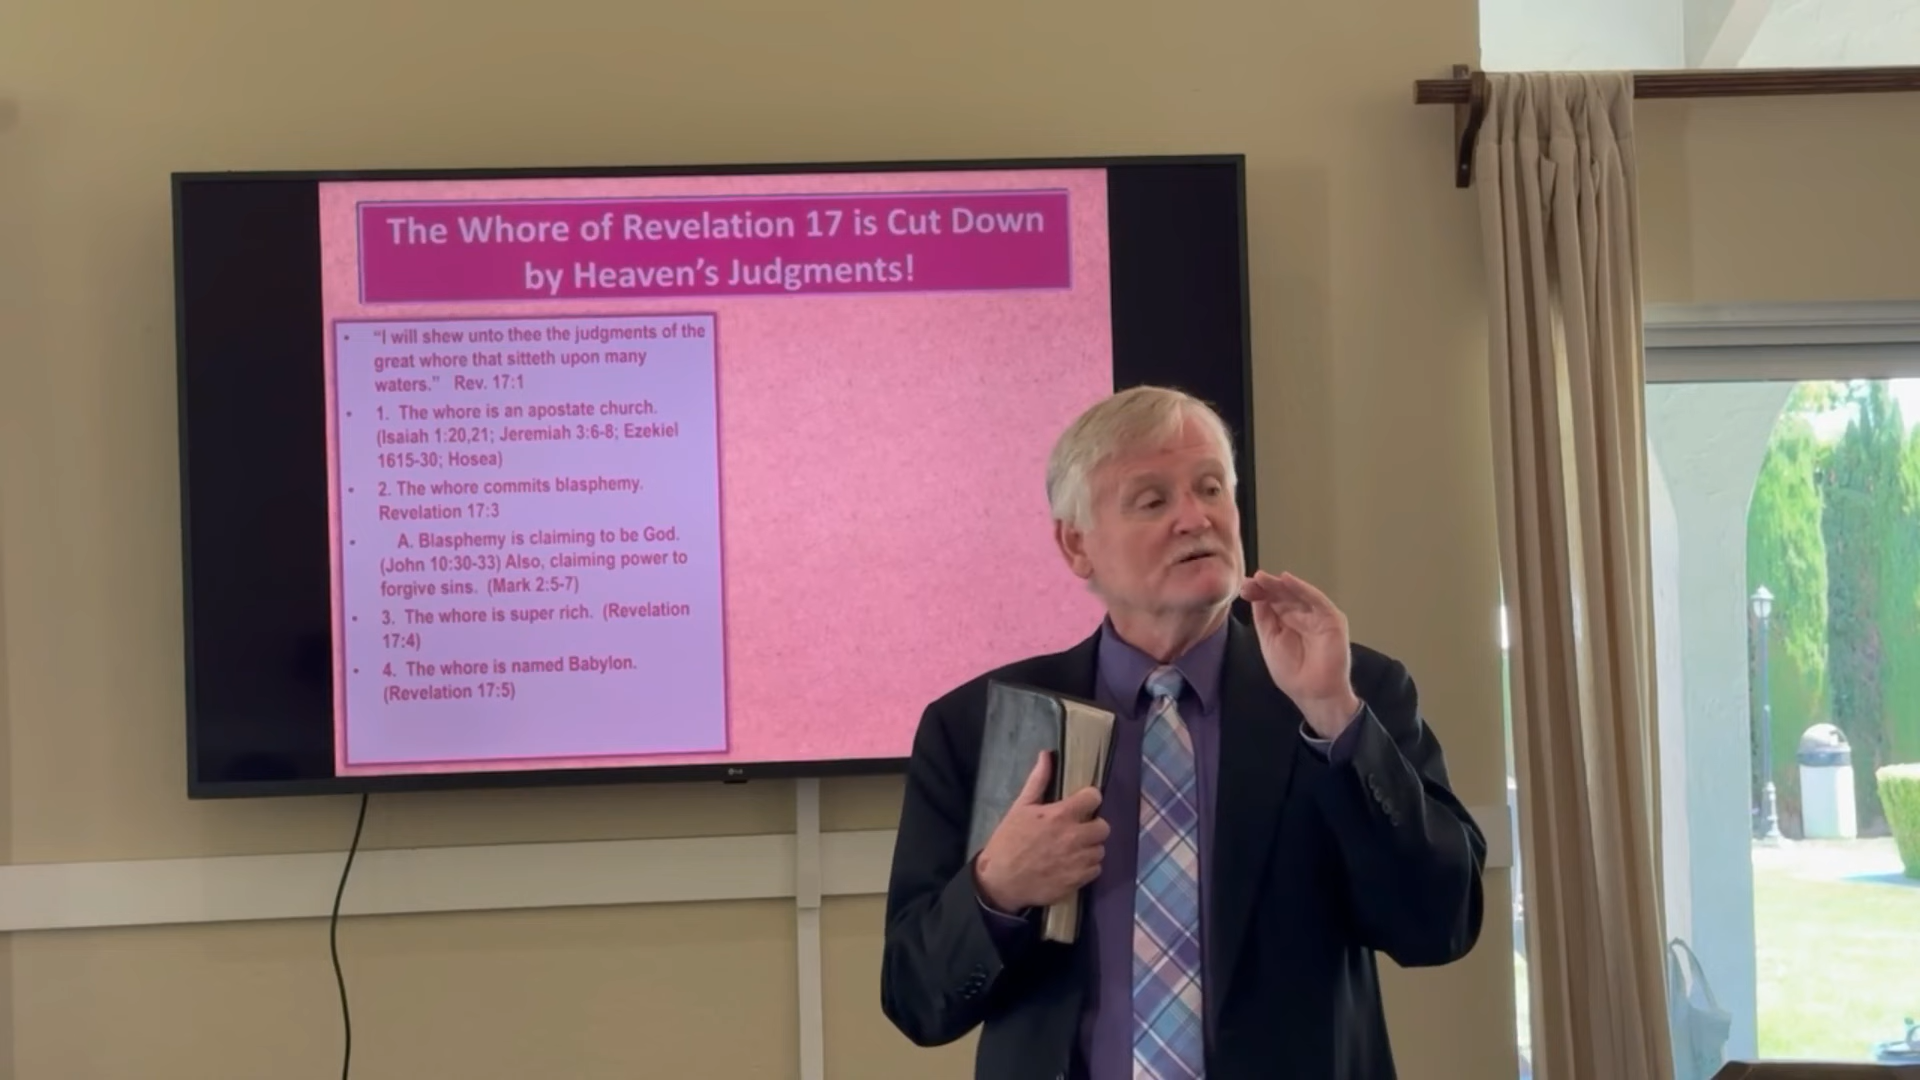 The Whore of Revelation 17 is Cut Down
by Heaven's Judgments!
• "I will shew unto thee the judgments of the
great whore that sitteth upon many
waters." Rev. 17:1
• 1. The whore is an apostate church.
(Isaiah 1:20,21; Jeremiah 3:6-8; Ezekiel
1615-30; Hosea)
• 2. The whore commits blasphemy.
Revelation 17:3
• A. Blasphemy is claiming to be God.
(John 10:30-33) Also, claiming power to
forgive sins. (Mark 2:5-7)
• 3. The whore is super rich. (Revelation
17:4)
• 4. The whore is named Babylon.
(Revelation 17:5)
LG